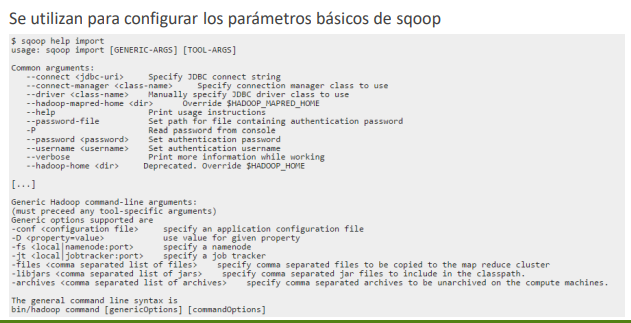 Se utilizan para configurar los parámetros básicos de sqoop
$ sqoop help import
usage: sqoop import [GENERIC-ARGS] [TOOL-ARGS]
Common arguments:
--connect <jdbc-uri> Specify JDBC connect string
--connect-manager <class-name> Specify connection manager class to use
--driver <class-name> Manually specify JDBC driver class to use
--hadoop-mapred-home <dir> Override $HADOOP_MAPRED_HOME
--help Print usage instructions
--password-file Set path for file containing authentication password
-P Read password from console
--password <password> Set authentication password
--username <username> Set authentication username
--verbose Print more information while working
--hadoop-home <dir> Deprecated. Override $HADOOP_HOME
[...]
Generic Hadoop command-line arguments:
(must preceed any tool-specific arguments)
Generic options supported are
-conf <configuration file> specify an application configuration file
-D <property=value> use value for given property
-fs <local|namenode:port> specify a namenode
-jt <local|jobtracker:port> specify a job tracker
-files <comma separated list of files> specify comma separated files to be copied to the map reduce cluster
-libjars <comma separated list of jars> specify comma separated jar files to include in the classpath.
-archives <comma separated list of archives> specify comma separated archives to be unarchived on the compute machines.
The general command line syntax is
bin/hadoop command [genericOptions] [commandOptions]